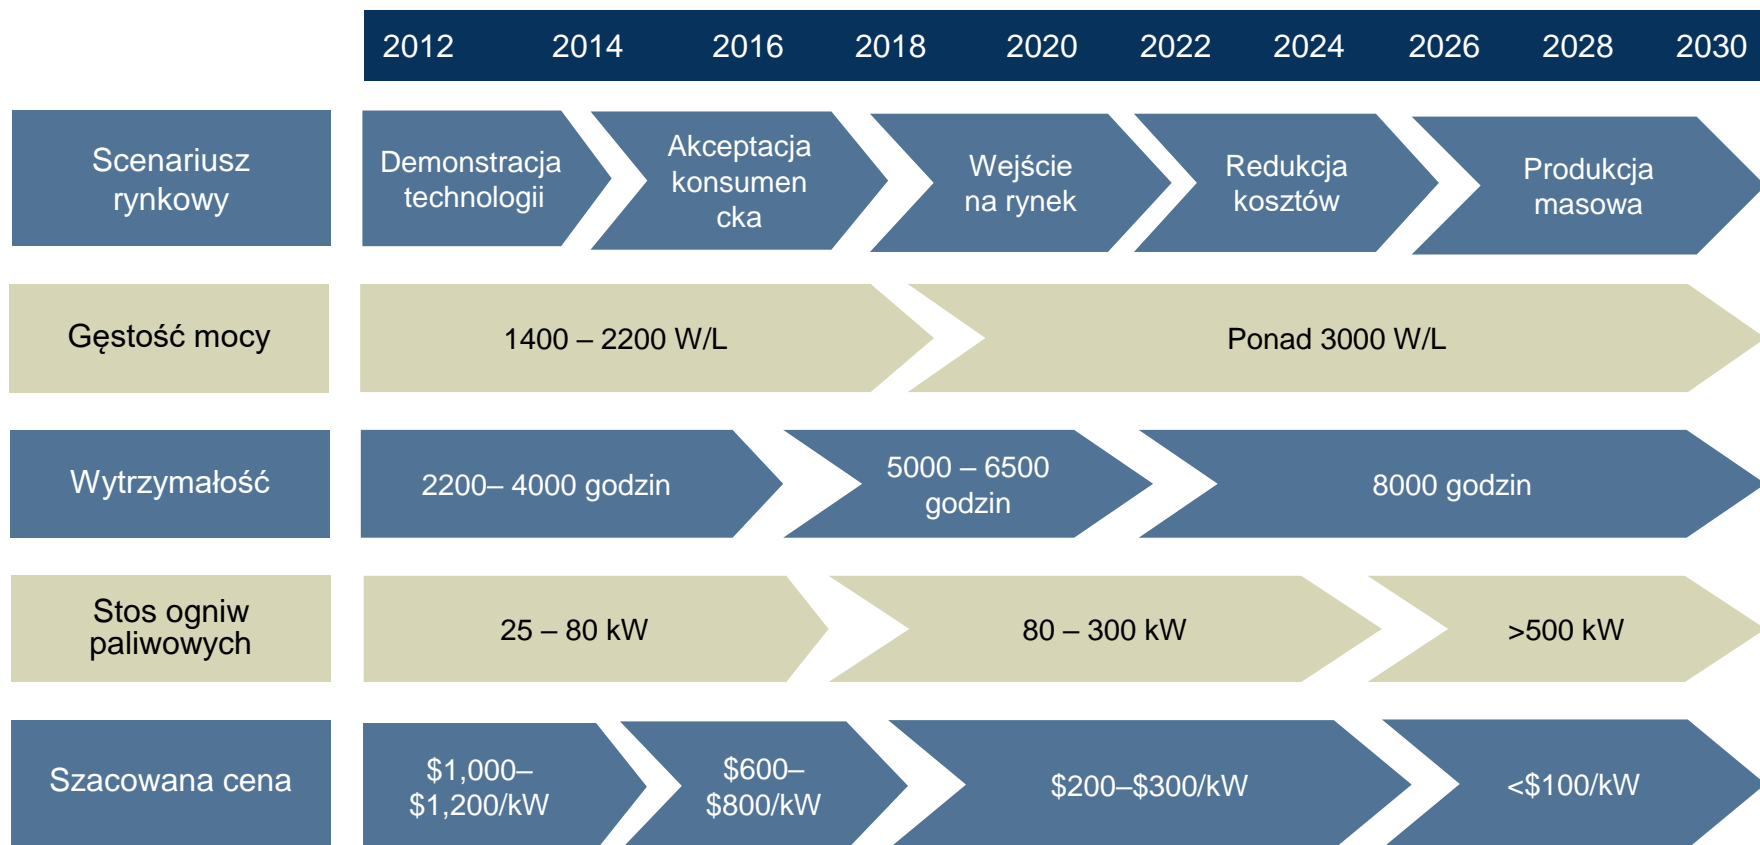 2012 2014 2016 2018 2020 2022 2024 2026 2028 2030
Scenariusz
rynkowy
Demonstracja
technologii
Akceptacja
konsumen
cka
Wejście
na rynek
Redukcja
kosztów
Produkcja
masowa
Gęstość mocy
1400 – 2200 W/L
Ponad 3000 W/L
Wytrzymałość
2200– 4000 godzin
5000 – 6500
godzin
8000 godzin
Stos ogniw
paliwowych
25 – 80 kW
80 – 300 kW
>500 kW
Szacowana cena
$1,000–
$1,200/kW
$600–
$800/kW
$200–$300/kW
<$100/kW